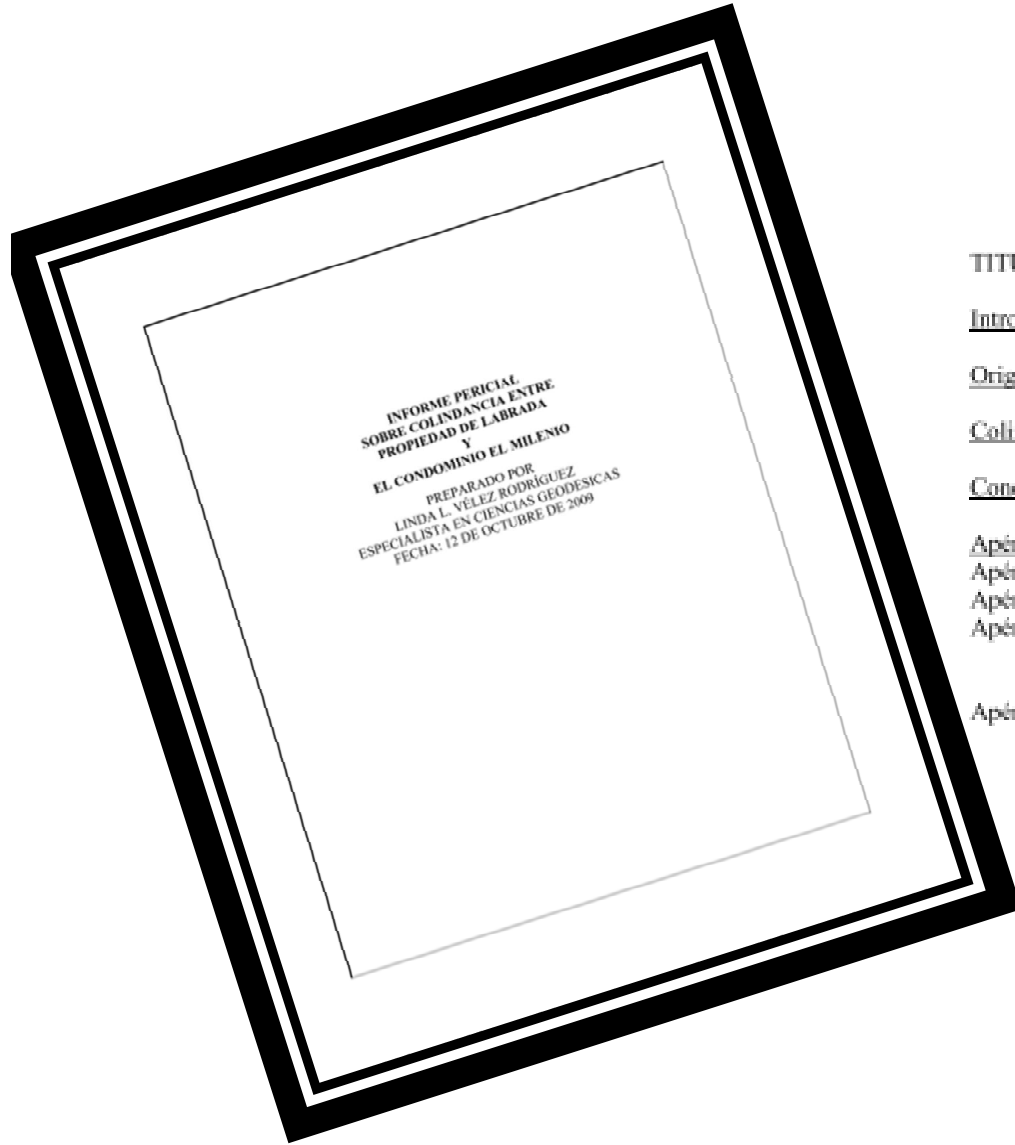 INFORME PERICIAL
SOBRE COLINDANCIA ENTRE
PROPIEDAD DE LABRADA
Y
EL CONDOMINIO EL MILENIO
PREPARADO POR
LINDA L. VÉLEZ RODRÍGUEZ
ESPECIALISTA EN CIENCIAS GEODESICAS
FECHA: 12 DE OCTUBRE DE 2009